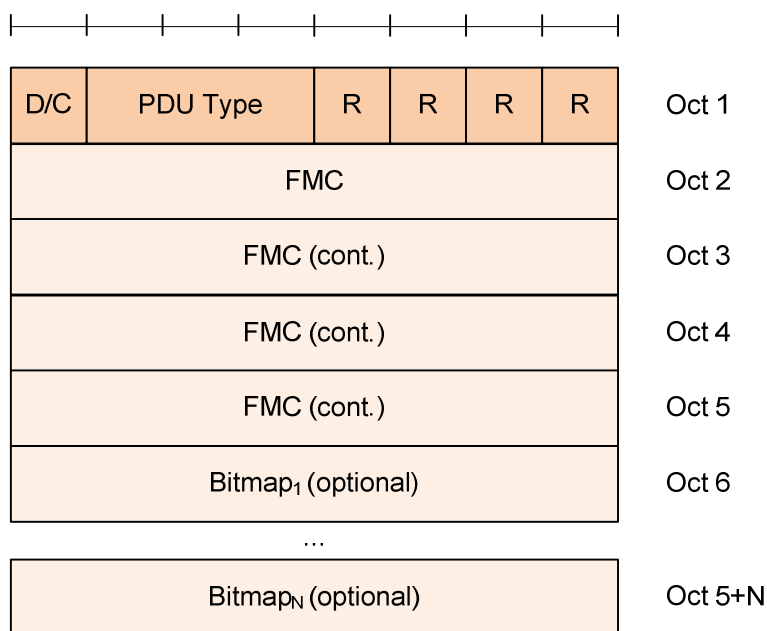 D/C PDU Type R R R R Oct 1
FMC Oct 2
FMC (cont.) Oct 3
FMC (cont.) Oct 4
FMC (cont.) Oct 5
Bitmap₁ (optional) Oct 6
...
Bitmap_N (optional) Oct 5+N